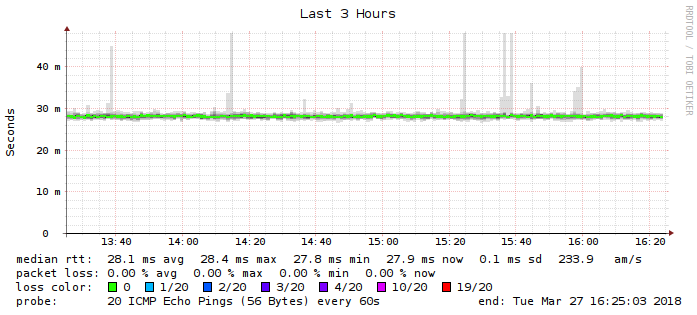 Last 3 Hours
RRDTOOL / TOBI OETIKER
Seconds
40 m
30 m
20 m
10 m
0
13:40 14:00 14:20 14:40 15:00 15:20 15:40 16:00 16:20
median rtt: 28.1 ms avg 28.4 ms max 27.8 ms min 27.9 ms now 0.1 ms sd 233.9 am/s
packet loss: 0.00 % avg 0.00 % max 0.00 % min 0.00 % now
loss color: 0 1/20 2/20 3/20 4/20 10/20 19/20
probe: 20 ICMP Echo Pings (56 Bytes) every 60s end: Tue Mar 27 16:25:03 2018